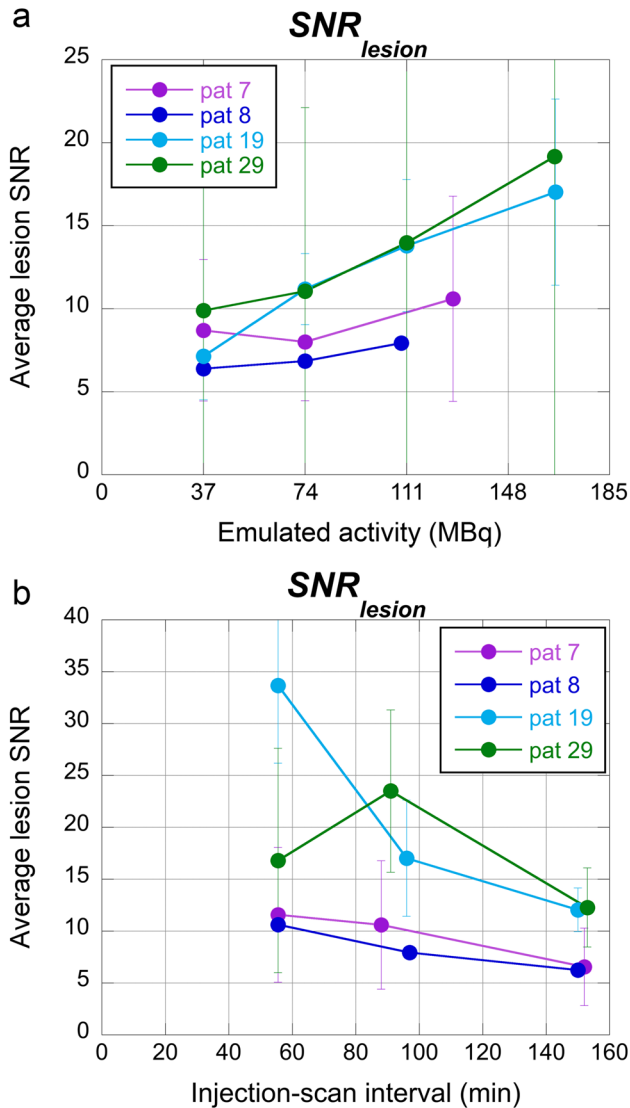 a
SNR lesion
25
20
15
10
5
0
Average lesion SNR
pat 7
pat 8
pat 19
pat 29
0 37 74 111 148 185
Emulated activity (MBq)
b
SNR lesion
40
35
30
25
20
15
10
5
0
Average lesion SNR
pat 7
pat 8
pat 19
pat 29
0 20 40 60 80 100 120 140 160
Injection-scan interval (min)